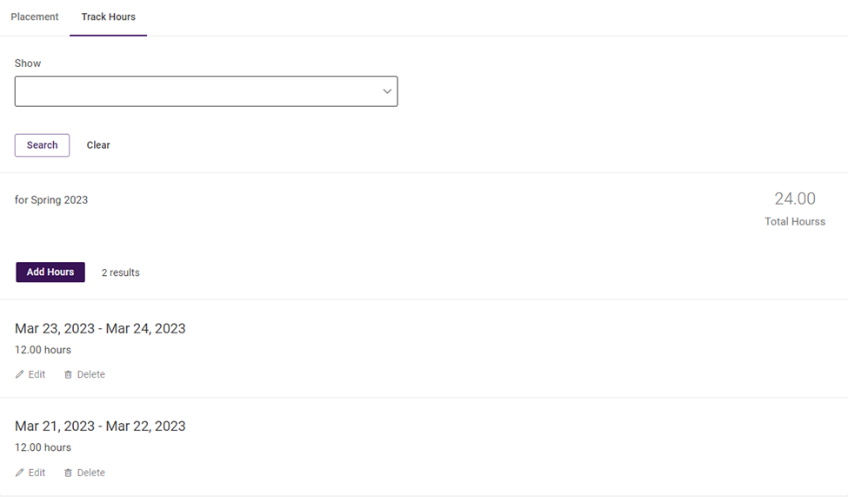 Placement Track Hours
Show
Search Clear
for Spring 2023
24.00
Total Hourss
Add Hours 2 results
Mar 23, 2023 - Mar 24, 2023
12.00 hours
Edit Delete
Mar 21, 2023 - Mar 22, 2023
12.00 hours
Edit Delete